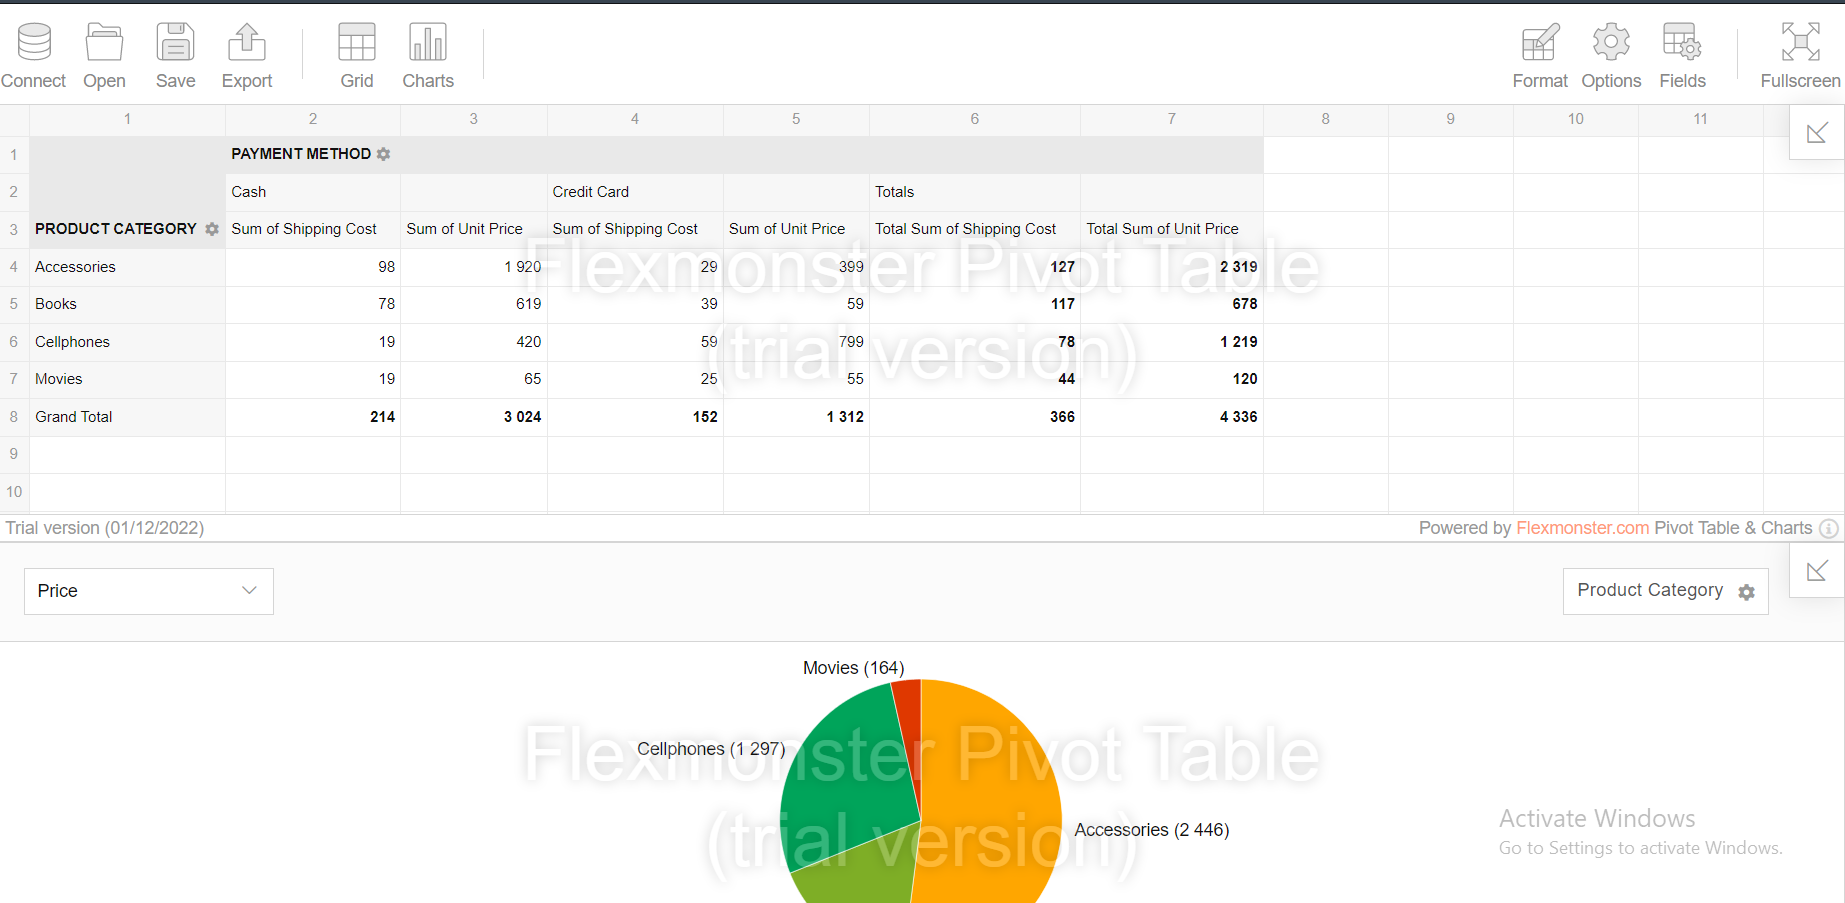 Connect Open Save Export Grid Charts Format Options Fields Fullscreen
1 2 3 4 5 6 7 8 9 10 11
1 PAYMENT METHOD
2 Cash Credit Card Totals
3 PRODUCT CATEGORY Sum of Shipping Cost Sum of Unit Price Sum of Shipping Cost Sum of Unit Price Total Sum of Shipping Cost Total Sum of Unit Price
4 Accessories 98 1 920 29 399 127 2 319
5 Books 78 619 39 59 117 678
6 Cellphones 19 420 59 799 78 1 219
7 Movies 19 65 25 55 44 120
8 Grand Total 214 3 024 152 1 312 366 4 336
9
10
Flexmonster Pivot Table
(trial version)
Trial version (01/12/2022) Powered by Flexmonster.com Pivot Table & Charts
Price Product Category
Movies (164)
Cellphones (1 297)
Flexmonster Pivot Table
(trial version)
Accessories (2 446)
Activate Windows
Go to Settings to activate Windows.